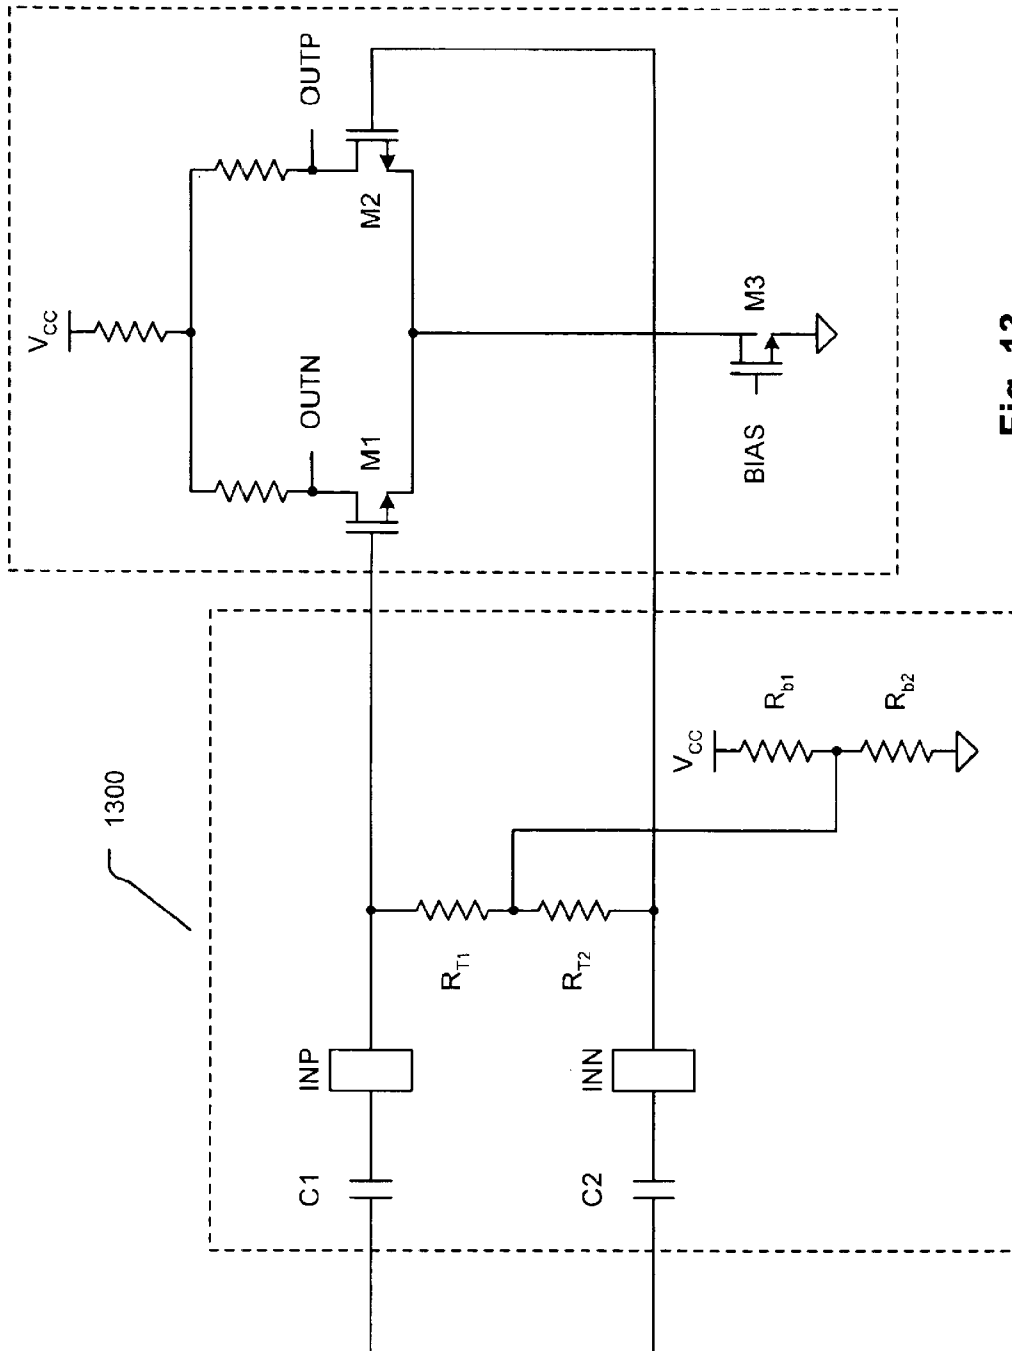 V_CC
OUTN
OUTP
M1
M2
BIAS
M3
1300
INP
C1
R_T1
R_T2
INN
C2
V_CC
R_b1
R_b2